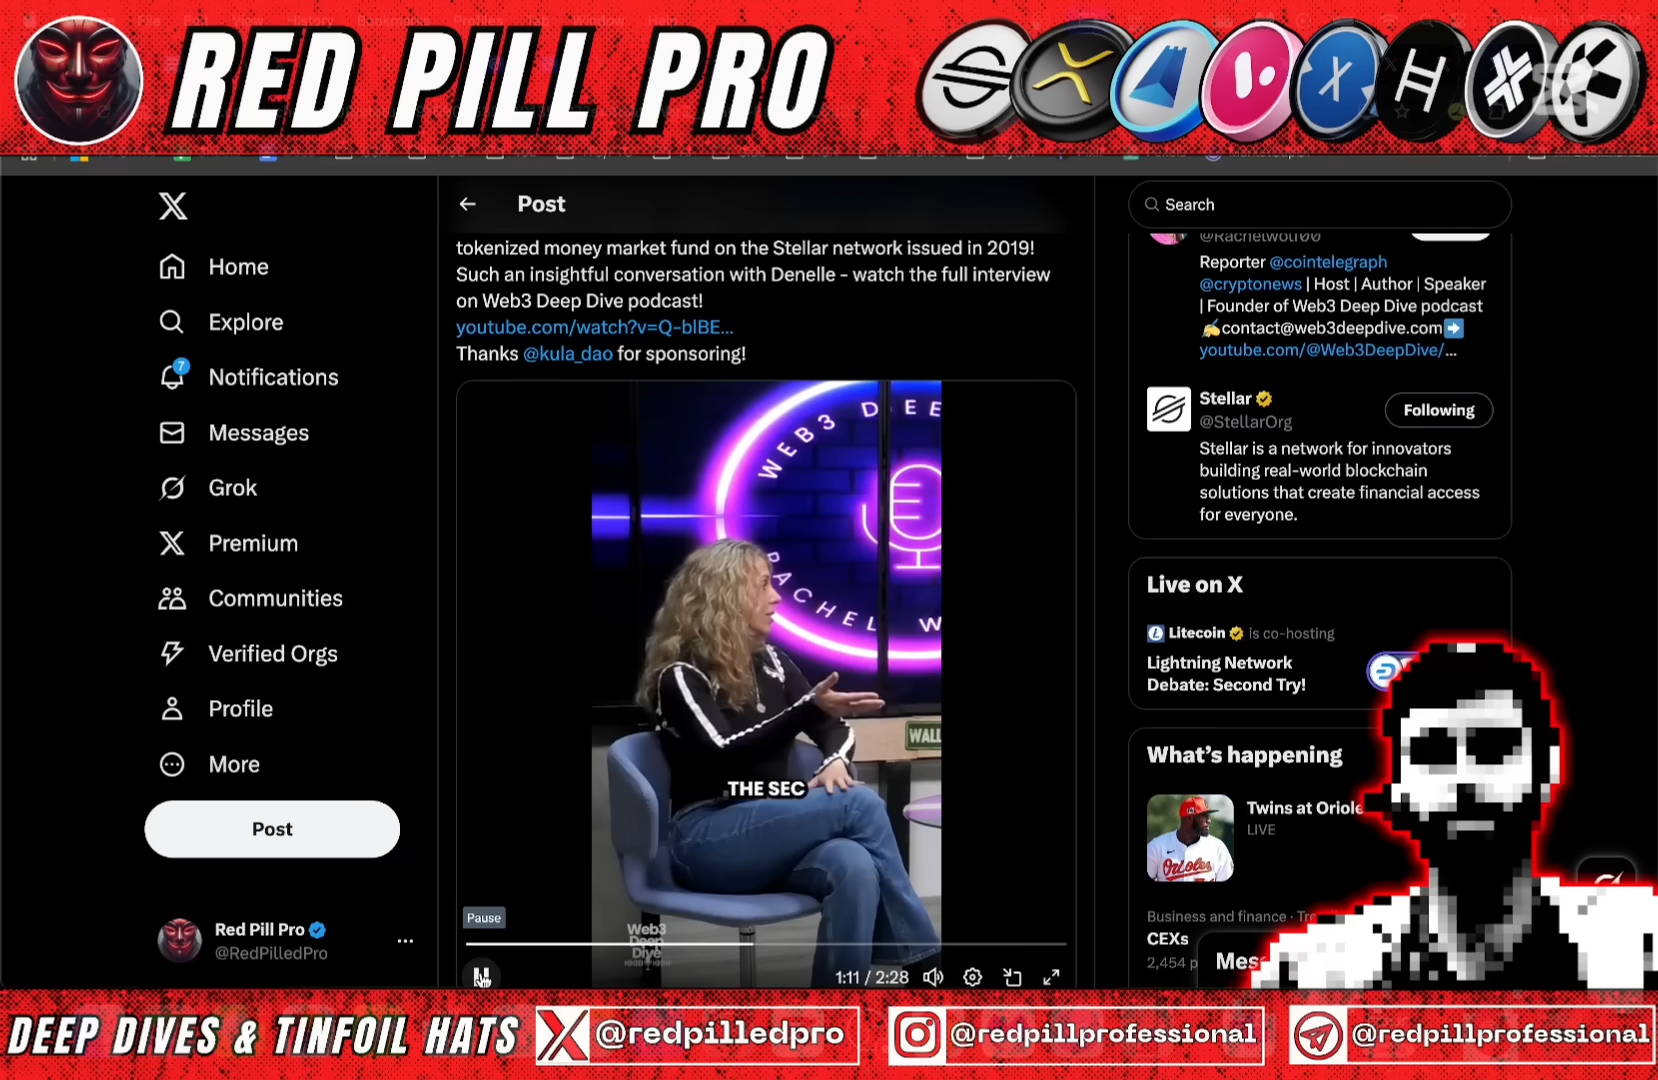 RED PILL PRO
Home
Explore
7
Notifications
Messages
Grok
Premium
Communities
Verified Orgs
Profile
More
Post
Red Pill Pro
@RedPilledPro
Post
tokenized money market fund on the Stellar network issued in 2019!
Such an insightful conversation with Denelle - watch the full interview
on Web3 Deep Dive podcast!
youtube.com/watch?v=Q-blBE...
Thanks @kula_dao for sponsoring!
WEB3 DEE
RACHEL W
WALL
THE SEC
Web3
Deep
Dive
Pause
1:11 / 2:28
Search
@Rachelwolf00
Reporter @cointelegraph
@cryptonews | Host | Author | Speaker
| Founder of Web3 Deep Dive podcast
✍️contact@web3deepdive.com➡️
youtube.com/@Web3DeepDive/...
Stellar
@StellarOrg
Following
Stellar is a network for innovators
building real-world blockchain
solutions that create financial access
for everyone.
Live on X
Litecoin is co-hosting
Lightning Network
Debate: Second Try!
What's happening
Twins at Oriole
LIVE
Orioles
Business and finance · Tre
CEXs
2,454 p
Mes
DEEP DIVES & TINFOIL HATS
@redpilledpro
@redpillprofessional
@redpillprofessional